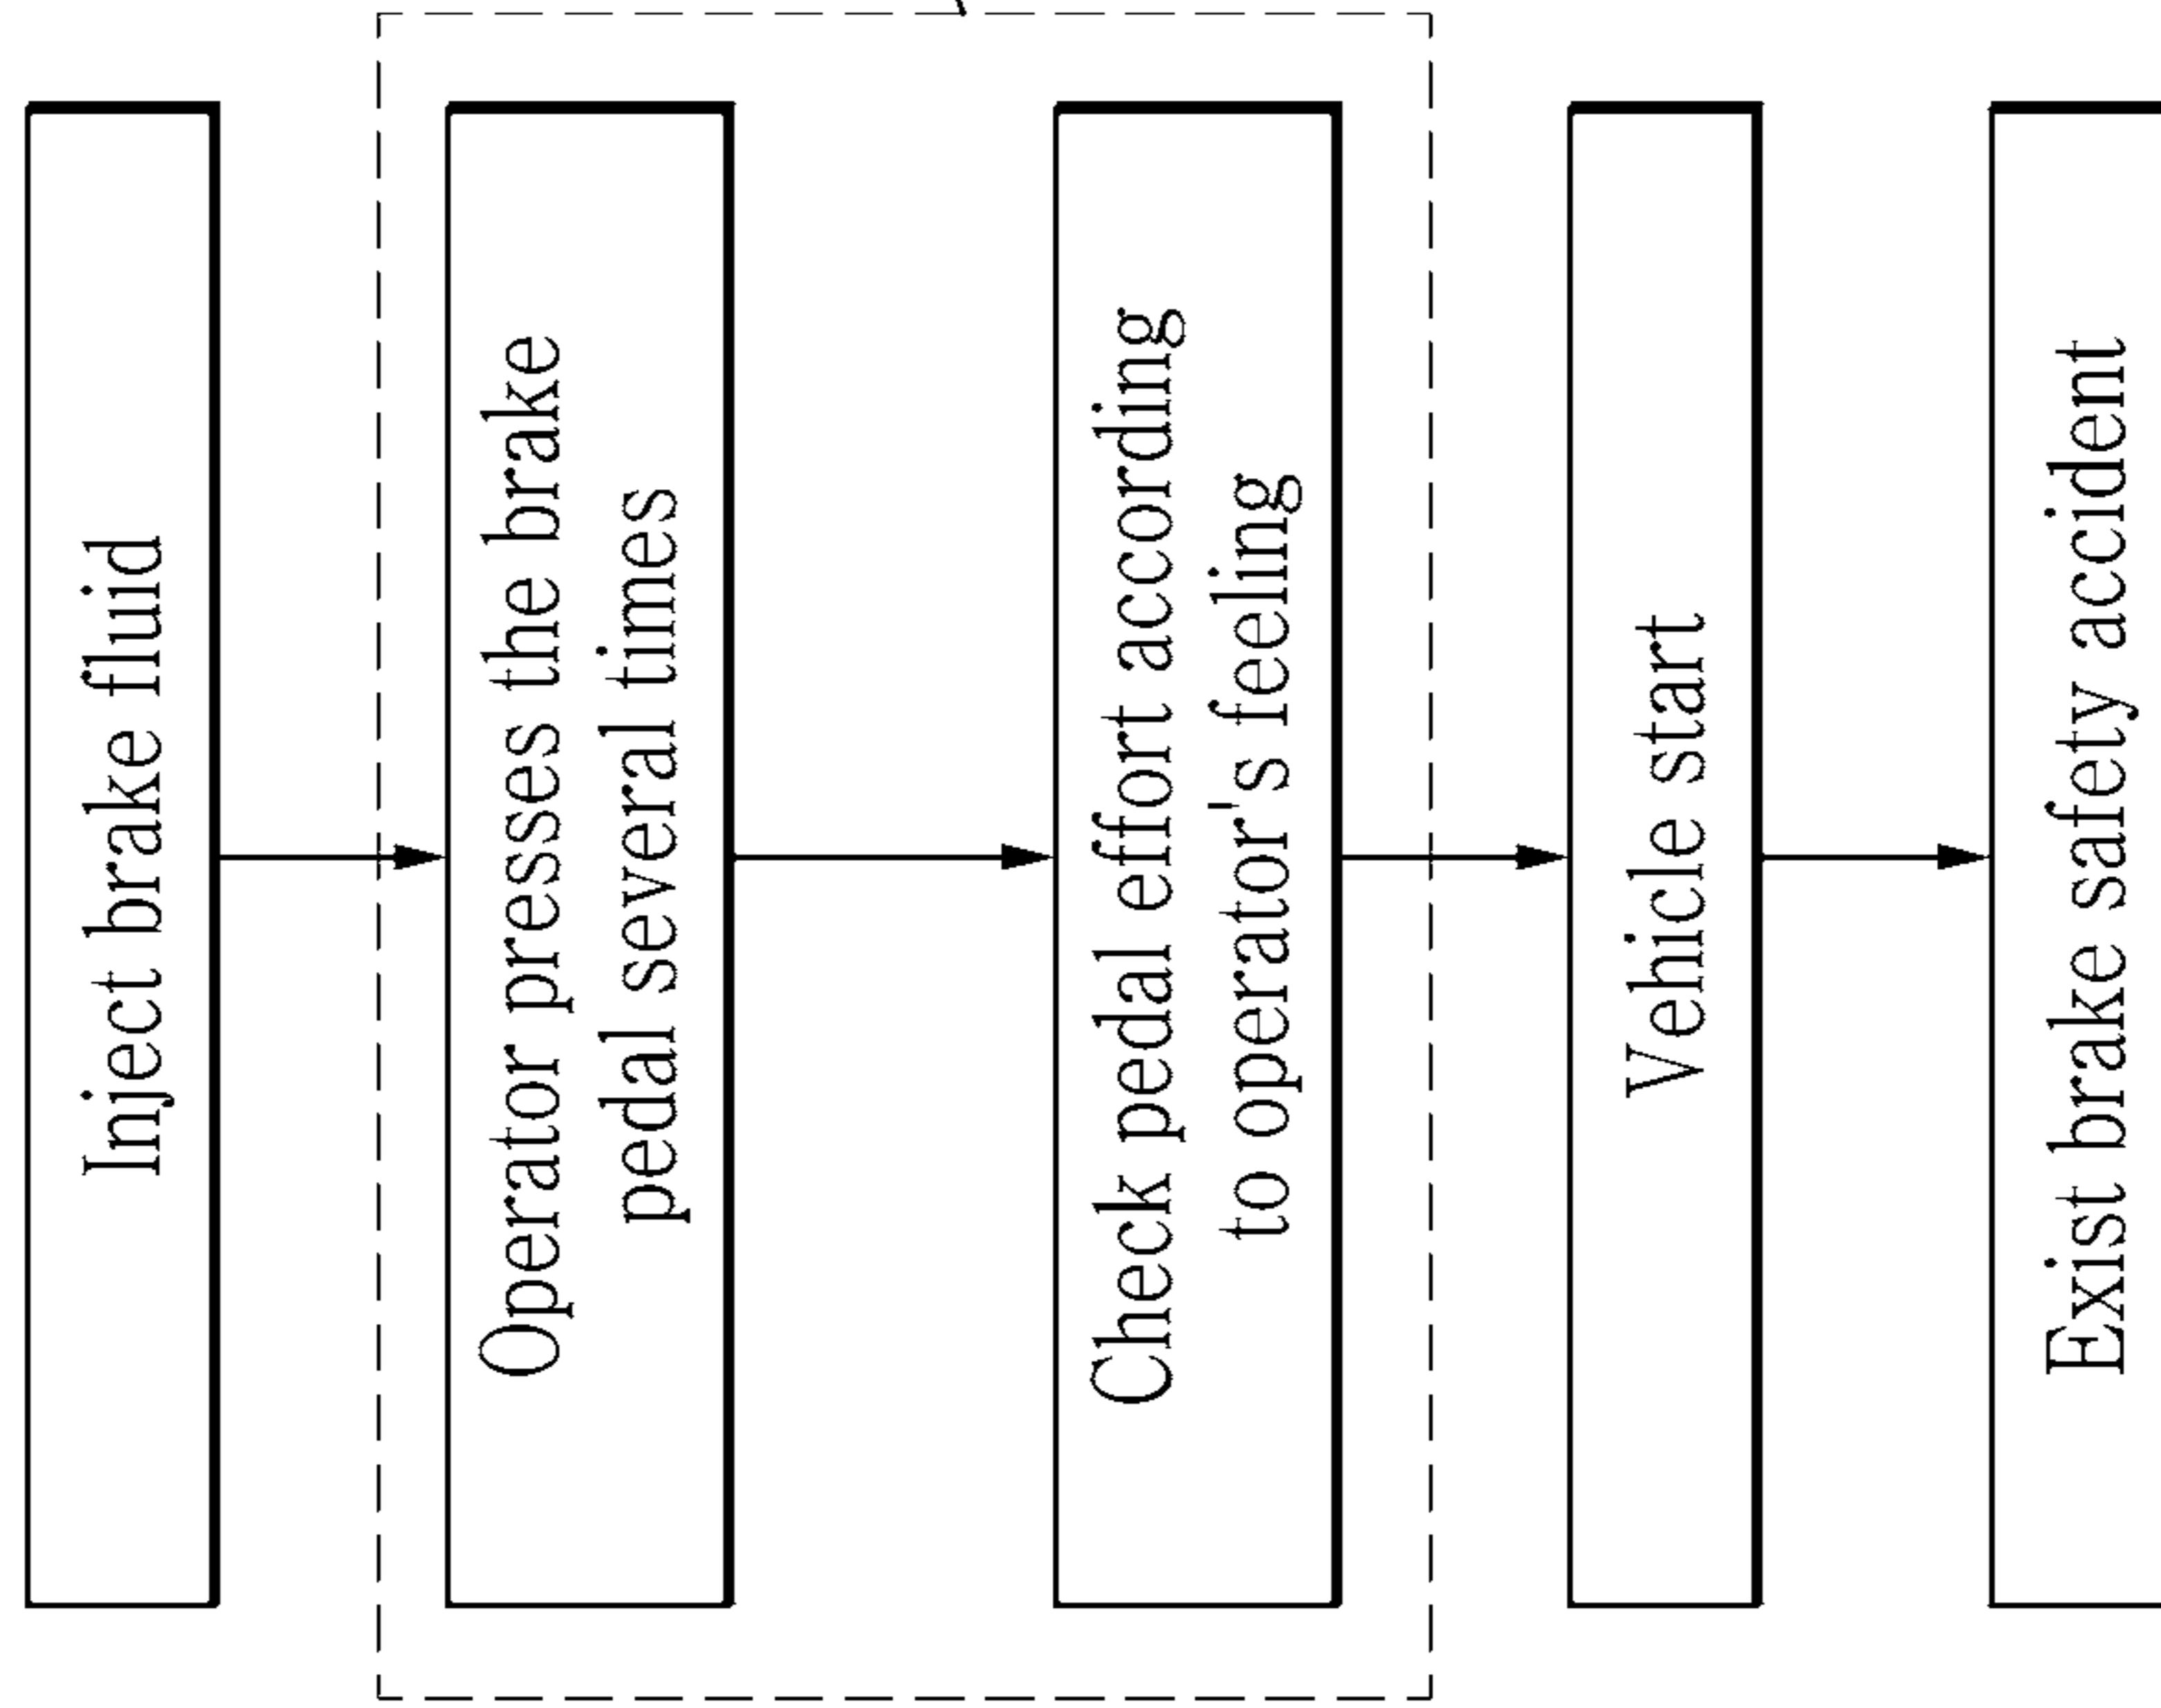 Inject brake fluid
Operator presses the brake
pedal several times
Check pedal effort according
to operator's feeling
Vehicle start
Exist brake safety accident